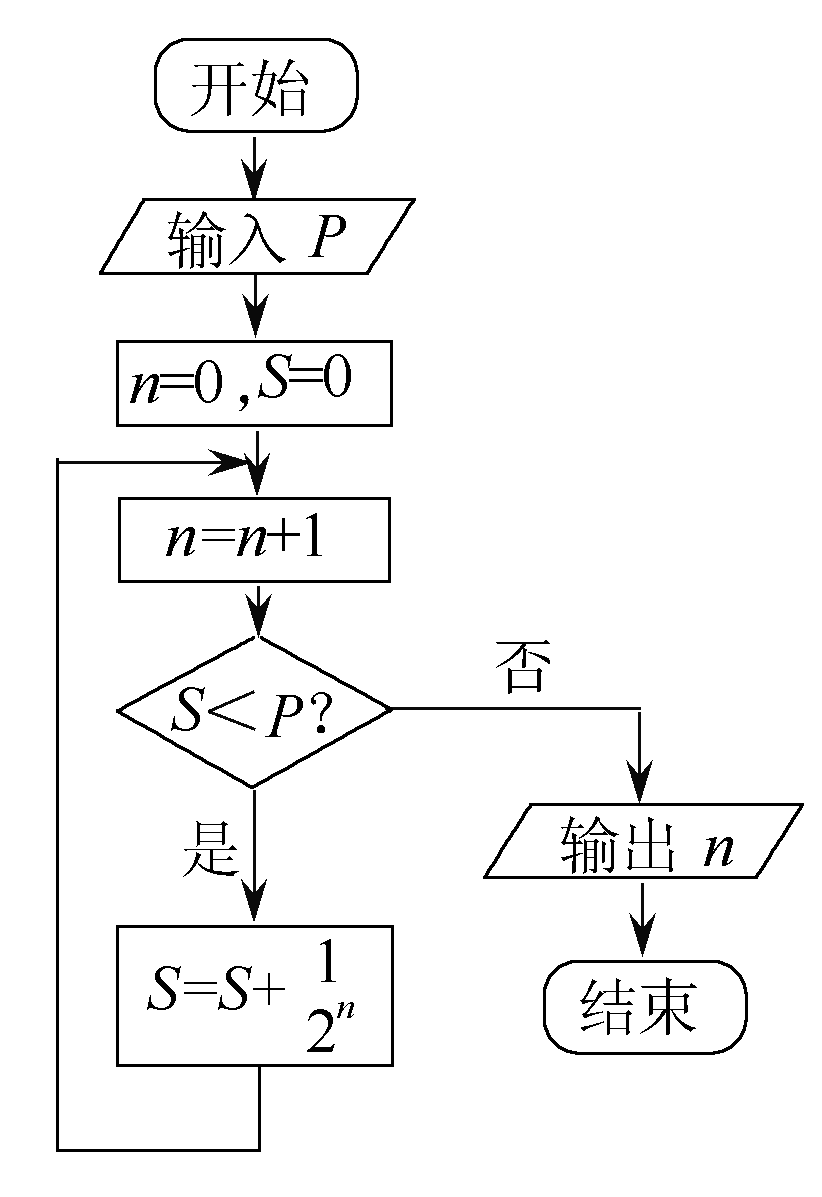 开始
输入 P
n=0 ,S=0
n=n+1
S<P?
否
是
输出 n
S=S+ 1/2^n
结束